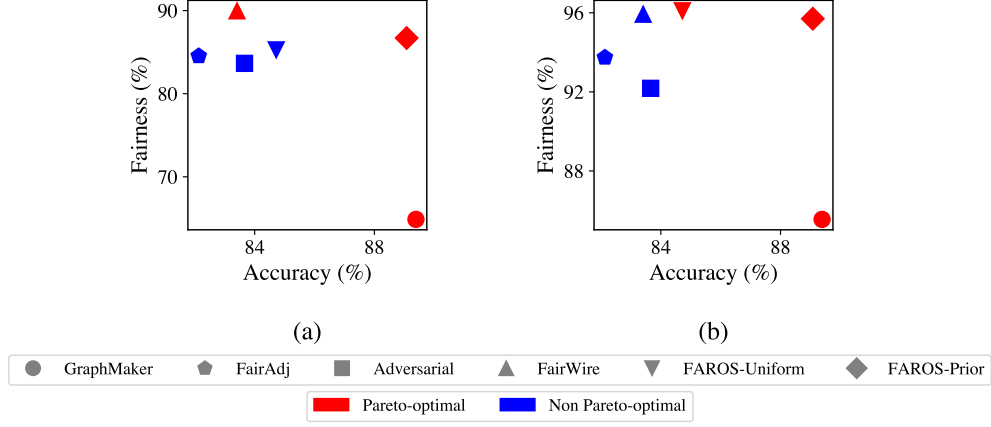 90
80
70
Fairness (%)
84
88
Accuracy (%)
(a)
96
92
88
Fairness (%)
84
88
Accuracy (%)
(b)
GraphMaker
FairAdj
Adversarial
FairWire
FAROS-Uniform
FAROS-Prior
Pareto-optimal
Non Pareto-optimal